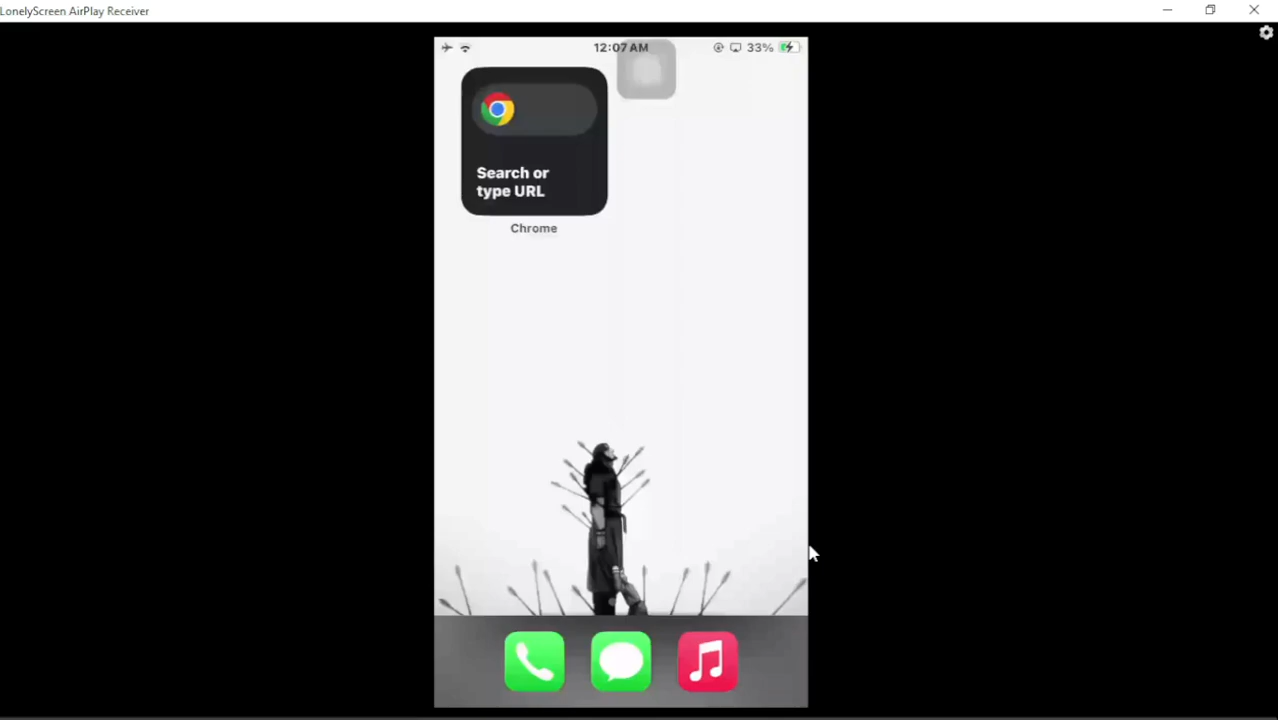 LonelyScreen AirPlay Receiver
12:07 AM 33%
Search or
type URL
Chrome